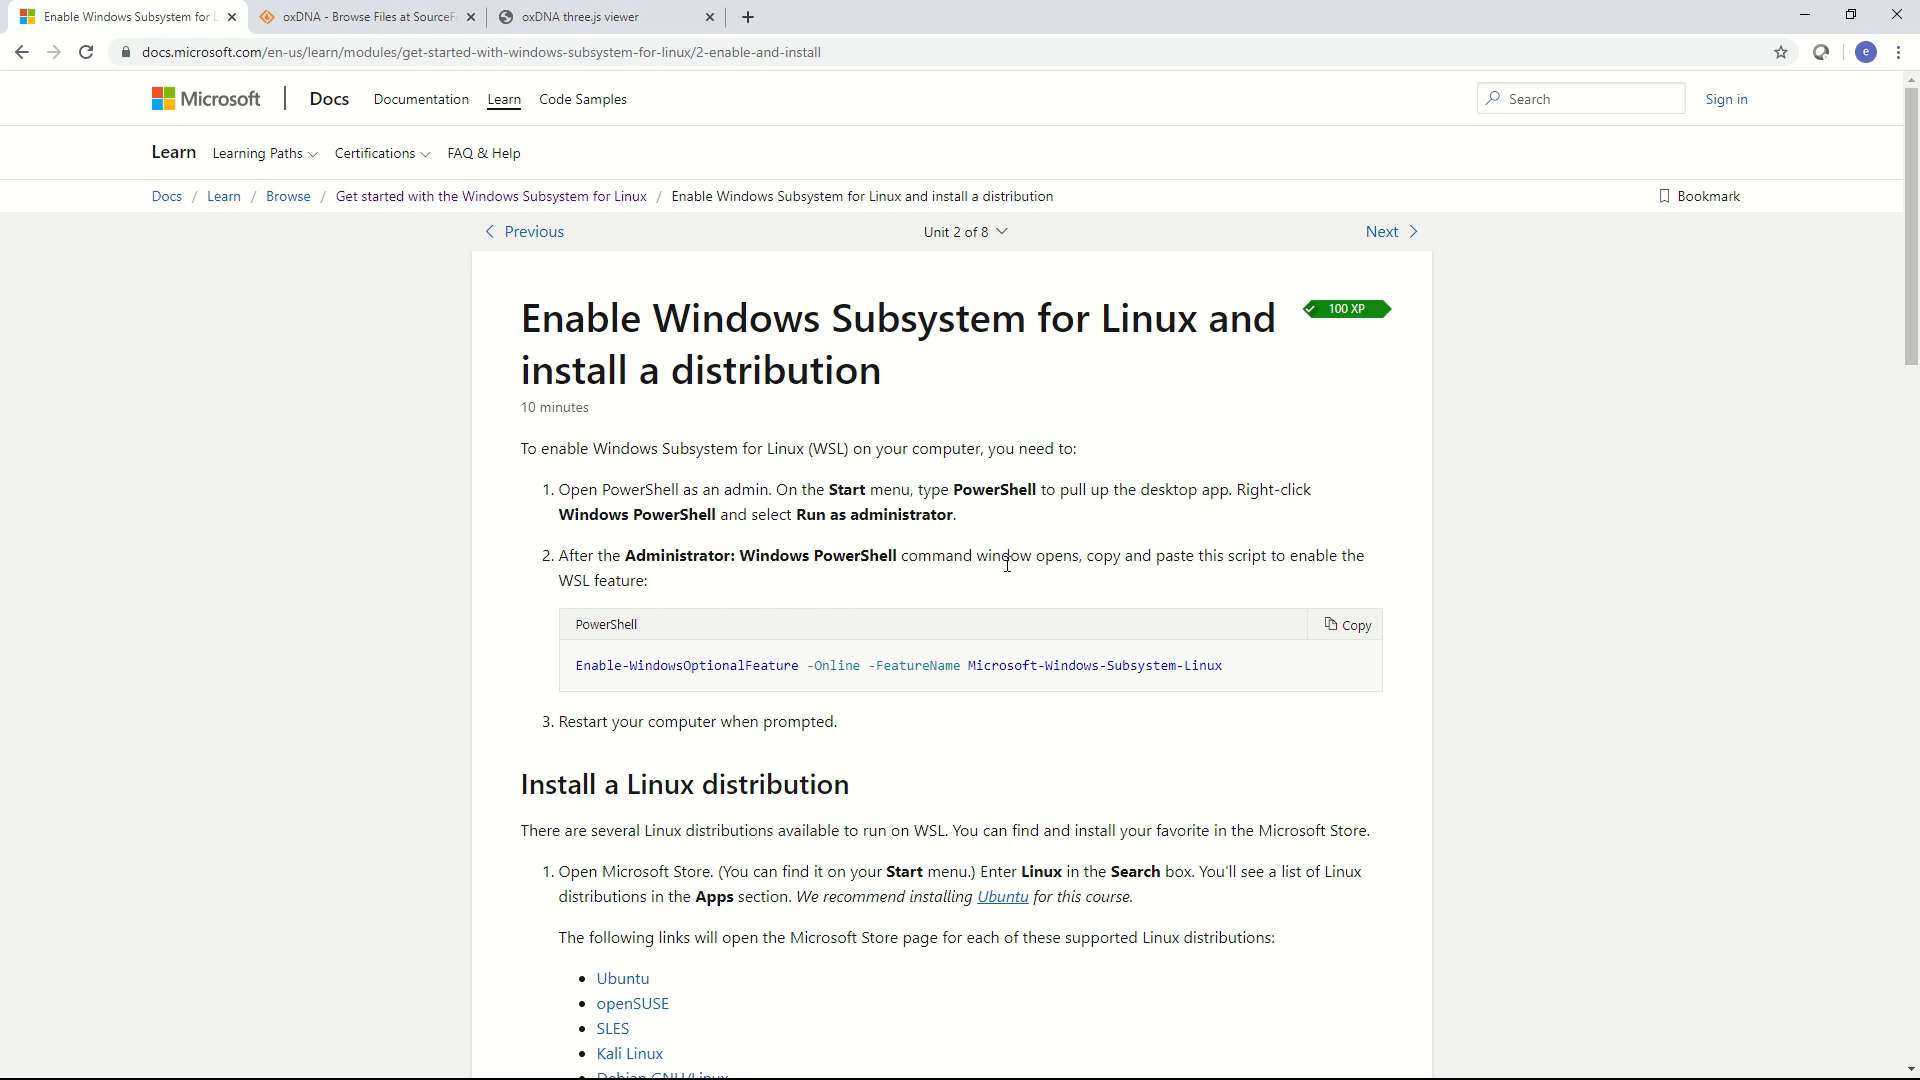 Enable Windows Subsystem for L
oxDNA - Browse Files at SourceF
oxDNA three.js viewer
docs.microsoft.com/en-us/learn/modules/get-started-with-windows-subsystem-for-linux/2-enable-and-install
e
Microsoft
Docs
Documentation
Learn
Code Samples
Search
Sign in
Learn
Learning Paths
Certifications
FAQ & Help
Docs / Learn / Browse / Get started with the Windows Subsystem for Linux / Enable Windows Subsystem for Linux and install a distribution
Bookmark
Previous
Unit 2 of 8
Next
Enable Windows Subsystem for Linux and
install a distribution
100 XP
10 minutes
To enable Windows Subsystem for Linux (WSL) on your computer, you need to:
1. Open PowerShell as an admin. On the Start menu, type PowerShell to pull up the desktop app. Right-click
Windows PowerShell and select Run as administrator.
2. After the Administrator: Windows PowerShell command window opens, copy and paste this script to enable the
WSL feature:
PowerShell
Copy
Enable-WindowsOptionalFeature -Online -FeatureName Microsoft-Windows-Subsystem-Linux
3. Restart your computer when prompted.
Install a Linux distribution
There are several Linux distributions available to run on WSL. You can find and install your favorite in the Microsoft Store.
1. Open Microsoft Store. (You can find it on your Start menu.) Enter Linux in the Search box. You'll see a list of Linux
distributions in the Apps section. We recommend installing Ubuntu for this course.
The following links will open the Microsoft Store page for each of these supported Linux distributions:
• Ubuntu
• openSUSE
• SLES
• Kali Linux
• Debian GNU/Linux